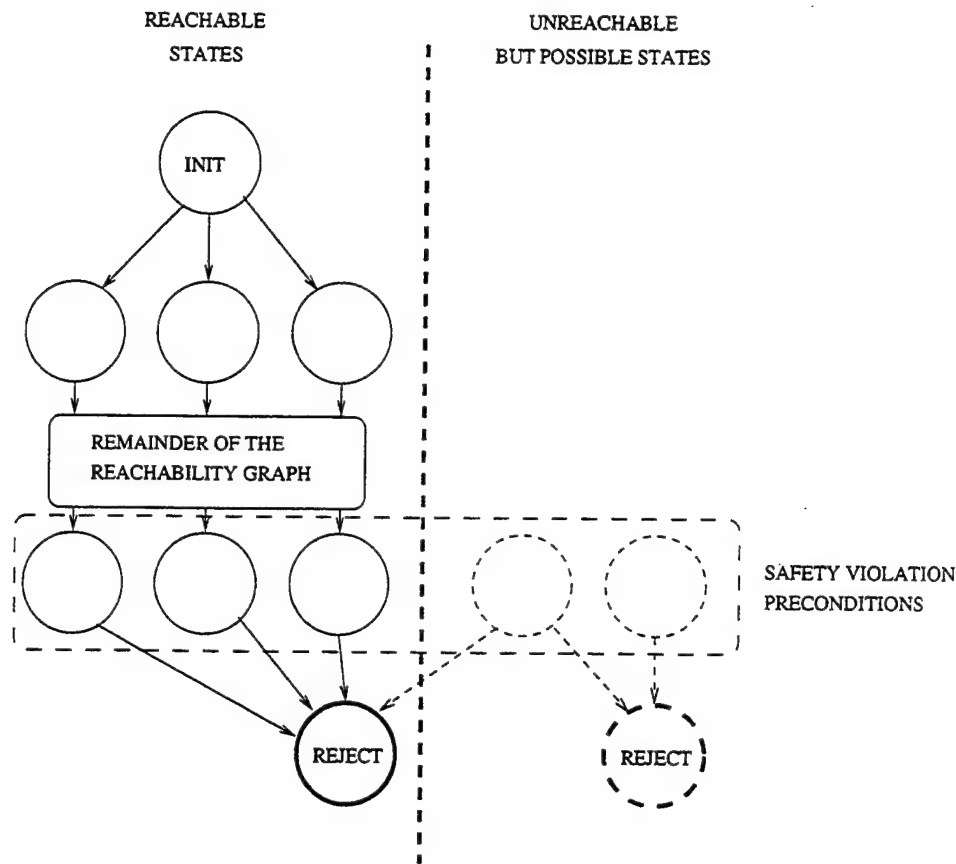 REACHABLE
STATES
UNREACHABLE
BUT POSSIBLE STATES
INIT
REMAINDER OF THE
REACHABILITY GRAPH
SAFETY VIOLATION
PRECONDITIONS
REJECT
REJECT